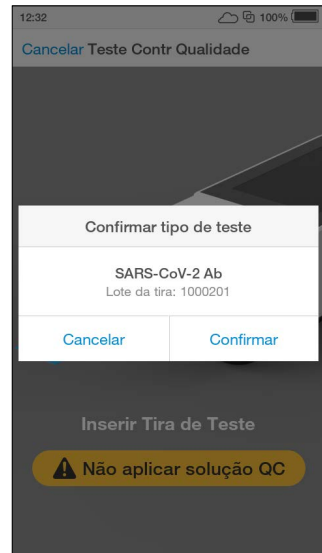 12:32 100%
Cancelar Teste Contr Qualidade
Confirmar tipo de teste
SARS-CoV-2 Ab
Lote da tira: 1000201
Cancelar Confirmar
Inserir Tira de Teste
Não aplicar solução QC